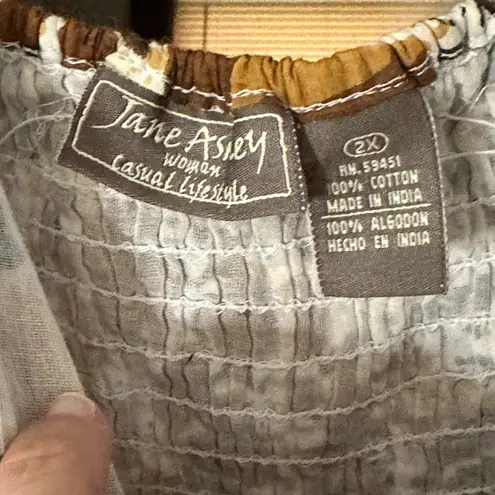 Jane Ashley
woman
casual lifestyle
2X
RN. 59451
100% COTTON
MADE IN INDIA
100% ALGODON
HECHO EN INDIA